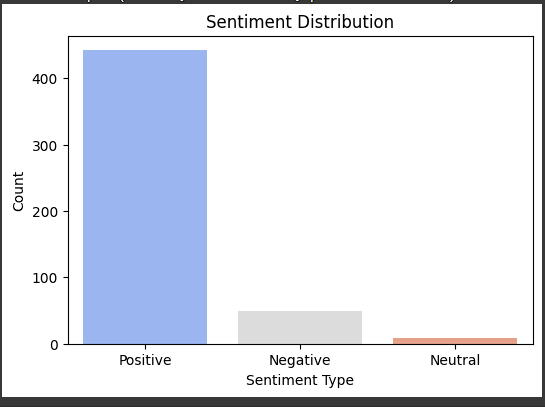 Sentiment Distribution
400
300
200
100
0
Count
Positive Negative Neutral
Sentiment Type